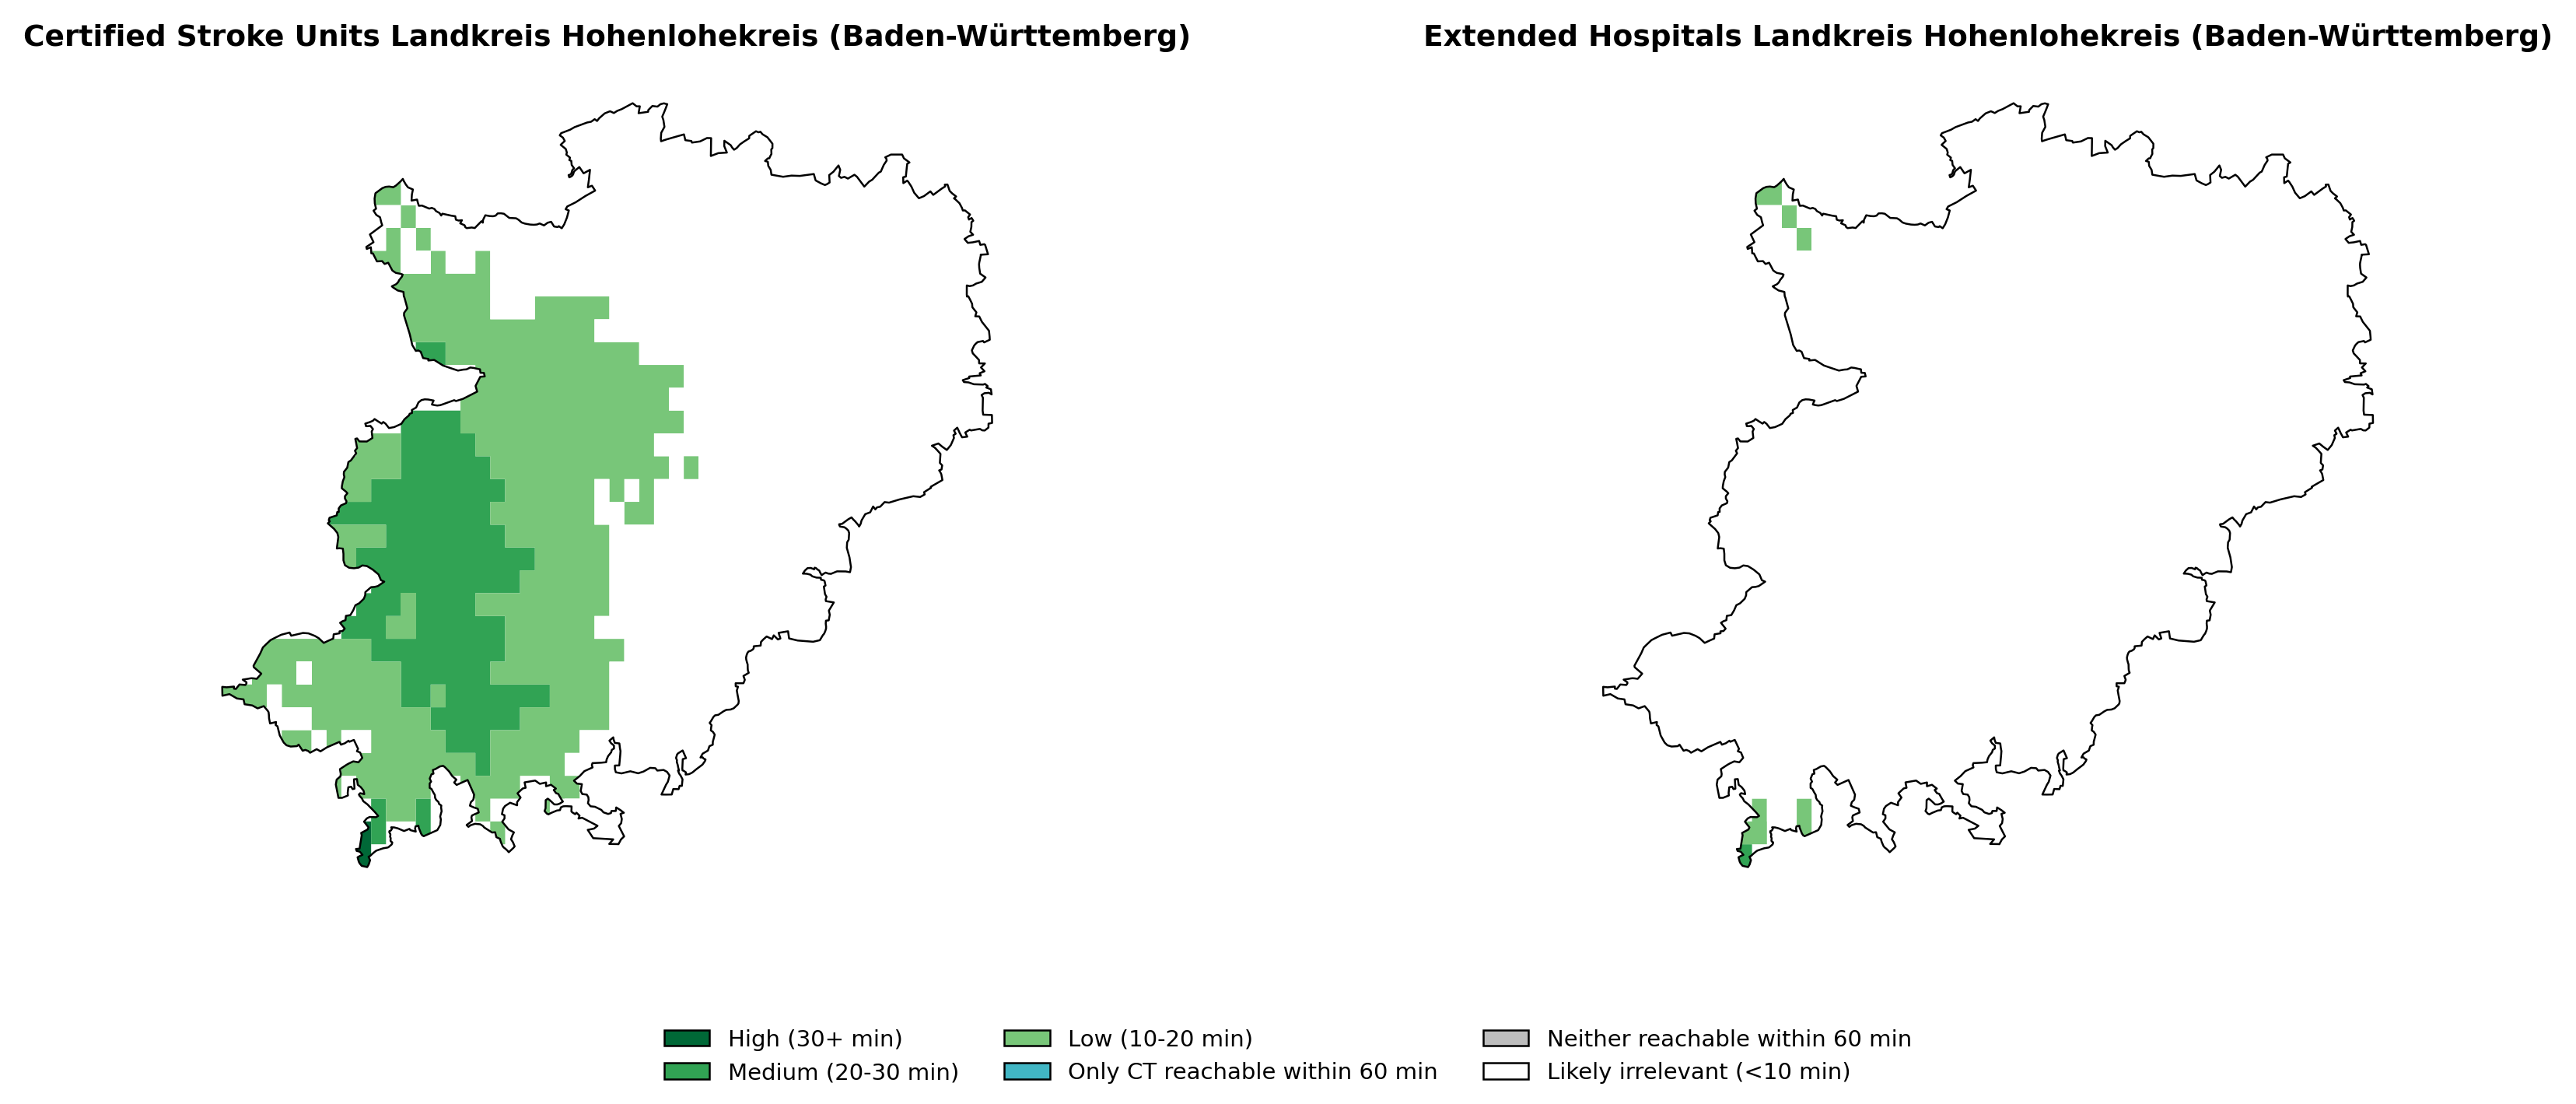 Certified Stroke Units Landkreis Hohenlohekreis (Baden-Württemberg)
Extended Hospitals Landkreis Hohenlohekreis (Baden-Württemberg)
High (30+ min)
Medium (20-30 min)
Low (10-20 min)
Only CT reachable within 60 min
Neither reachable within 60 min
Likely irrelevant (<10 min)